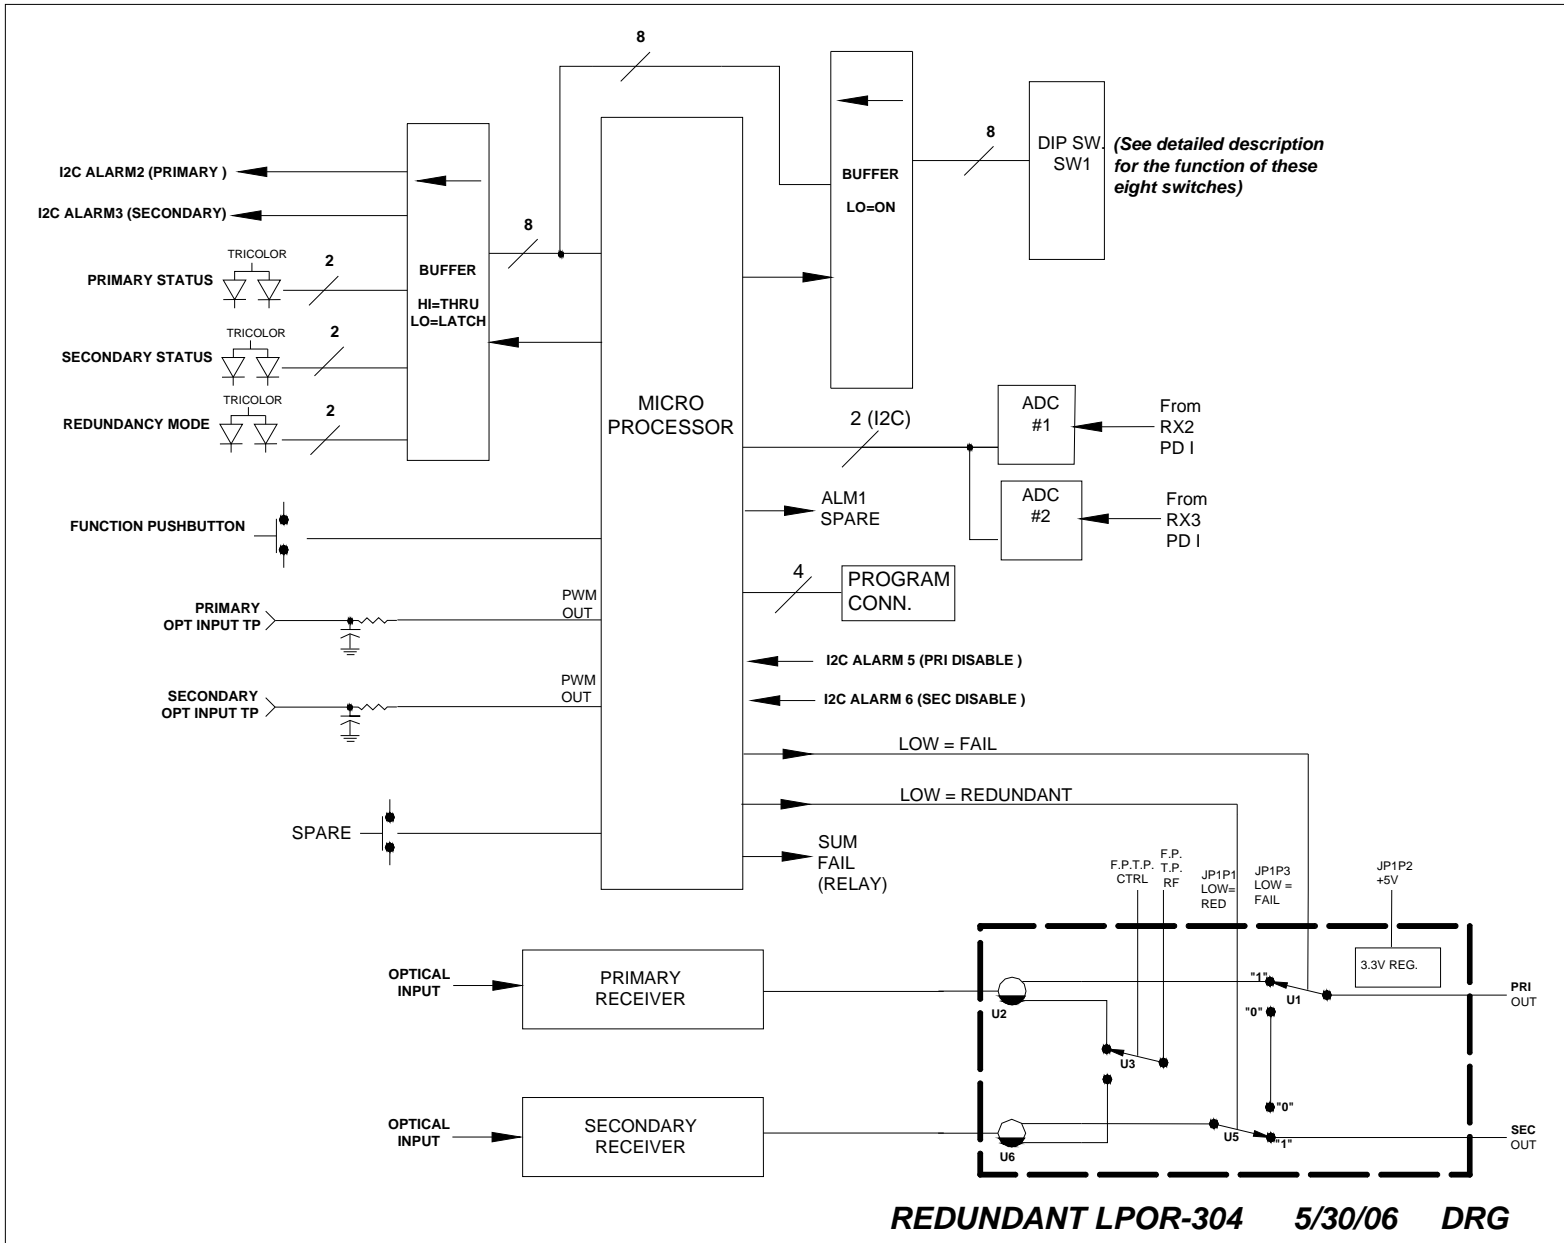 8
I2C ALARM2 (PRIMARY )
I2C ALARM3 (SECONDARY)
TRICOLOR
2
PRIMARY STATUS
TRICOLOR
2
SECONDARY STATUS
TRICOLOR
2
REDUNDANCY MODE
BUFFER
HI=THRU
LO=LATCH
8
MICRO
PROCESSOR
BUFFER
LO=ON
8
DIP SW.
SW1
(See detailed description
for the function of these
eight switches)
2 (I2C)
ADC
#1
From
RX2
PD I
ADC
#2
From
RX3
PD I
ALM1
SPARE
FUNCTION PUSHBUTTON
4
PROGRAM
CONN.
PRIMARY
OPT INPUT TP
PWM
OUT
I2C ALARM 5 (PRI DISABLE )
SECONDARY
OPT INPUT TP
PWM
OUT
I2C ALARM 6 (SEC DISABLE )
LOW = FAIL
LOW = REDUNDANT
SPARE
SUM
FAIL
(RELAY)
F.P.T.P.
CTRL
F.P.
T.P.
RF
JP1P1
LOW=
RED
JP1P3
LOW =
FAIL
JP1P2
+5V
3.3V REG.
OPTICAL
INPUT
PRIMARY
RECEIVER
U2
"1"
U1
"0"
PRI
OUT
U3
OPTICAL
INPUT
SECONDARY
RECEIVER
U6
"0"
U5
"1"
SEC
OUT
REDUNDANT LPOR-304 5/30/06 DRG